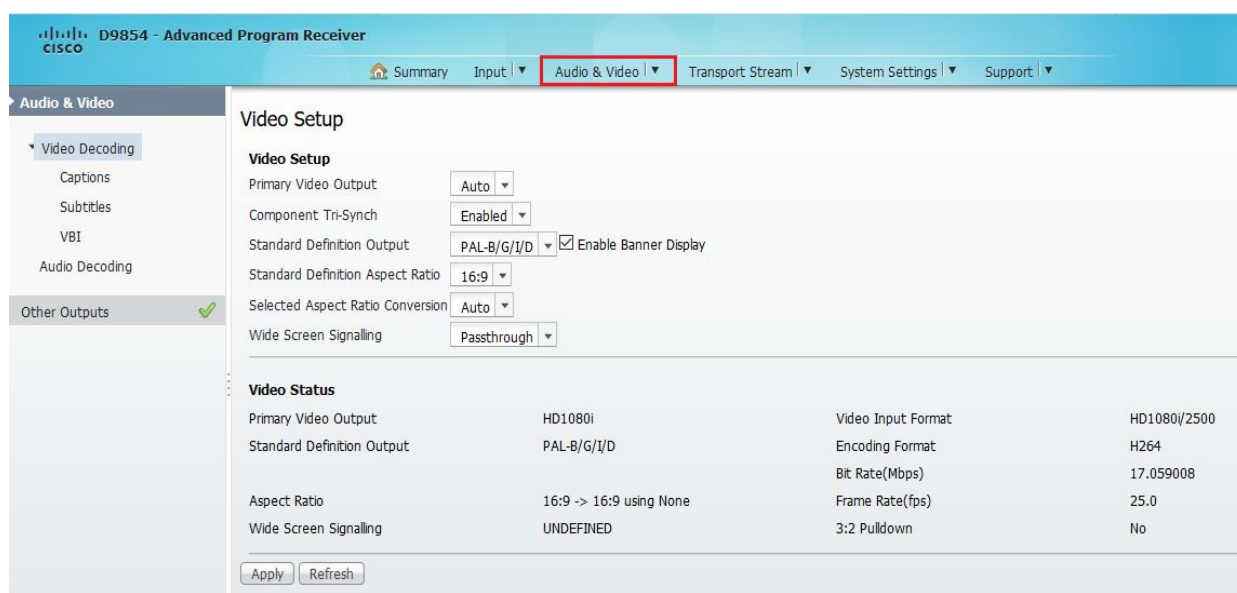 CISCO D9854 - Advanced Program Receiver
Summary Input Audio & Video Transport Stream System Settings Support
Audio & Video
Video Decoding
Captions
Subtitles
VBI
Audio Decoding
Other Outputs
Video Setup
Video Setup
Primary Video Output Auto
Component Tri-Synch Enabled
Standard Definition Output PAL-B/G/I/D Enable Banner Display
Standard Definition Aspect Ratio 16:9
Selected Aspect Ratio Conversion Auto
Wide Screen Signalling Passthrough
Video Status
Primary Video Output HD1080i Video Input Format HD1080i/2500
Standard Definition Output PAL-B/G/I/D Encoding Format H264
Bit Rate(Mbps) 17.059008
Aspect Ratio 16:9 -> 16:9 using None Frame Rate(fps) 25.0
Wide Screen Signalling UNDEFINED 3:2 Pulldown No
Apply Refresh